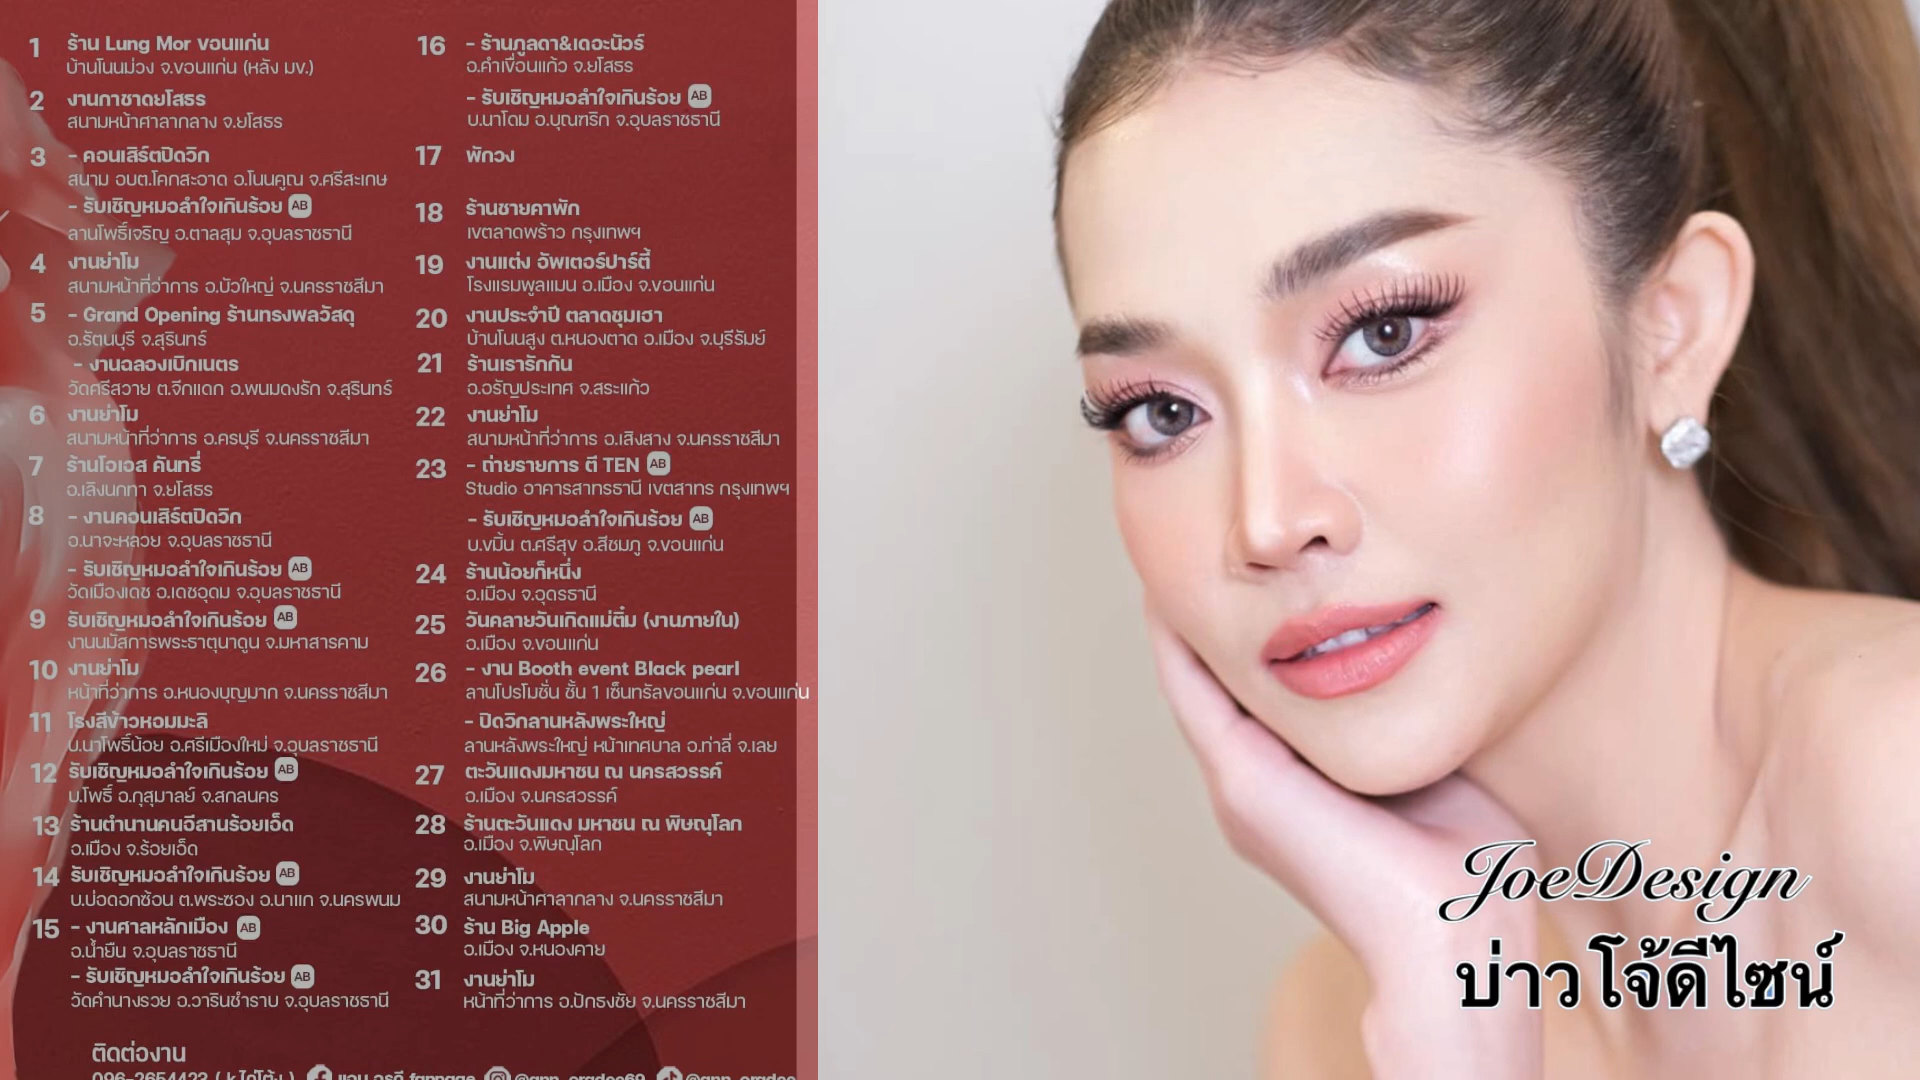 1 ร้าน Lung Mor ขอนแก่น
บ้านโนนม่วง จ.ขอนแก่น (หลัง มข.)
2 งานกาชาดยโสธร
สนามหน้าศาลากลาง จ.ยโสธร
3 - คอนเสิร์ตปิดวิก
สนาม อบต.โคกสะอาด อ.โนนคูณ จ.ศรีสะเกษ
- รับเชิญหมอลำใจเกินร้อย AB
ลานโพธิ์เจริญ อ.ตาลสุม จ.อุบลราชธานี
4 งานย่าโม
สนามหน้าที่ว่าการ อ.บัวใหญ่ จ.นครราชสีมา
5 - Grand Opening ร้านทรงพลวัสดุ
อ.รัตนบุรี จ.สุรินทร์
- งานฉลองเบิกเนตร
วัดศรีสวาย ต.จีกแดก อ.พนมดงรัก จ.สุรินทร์
6 งานย่าโม
สนามหน้าที่ว่าการ อ.ครบุรี จ.นครราชสีมา
7 ร้านโอเอส คันทรี่
อ.เลิงนกทา จ.ยโสธร
8 - งานคอนเสิร์ตปิดวิก
อ.นาจะหลวย จ.อุบลราชธานี
- รับเชิญหมอลำใจเกินร้อย AB
วัดเมืองเดช อ.เดชอุดม จ.อุบลราชธานี
9 รับเชิญหมอลำใจเกินร้อย AB
งานนมัสการพระธาตุนาดูน จ.มหาสารคาม
10 งานย่าโม
หน้าที่ว่าการ อ.หนองบุญมาก จ.นครราชสีมา
11 โรงสีข้าวหอมมะลิ
บ.นาโพธิ์น้อย อ.ศรีเมืองใหม่ จ.อุบลราชธานี
12 รับเชิญหมอลำใจเกินร้อย AB
บ.โพธิ์ อ.กุสุมาลย์ จ.สกลนคร
13 ร้านตำนานคนอีสานร้อยเอ็ด
อ.เมือง จ.ร้อยเอ็ด
14 รับเชิญหมอลำใจเกินร้อย AB
บ.บ่อดอกซ้อน ต.พระซอง อ.นาแก จ.นครพนม
15 - งานศาลหลักเมือง AB
อ.น้ำยืน จ.อุบลราชธานี
- รับเชิญหมอลำใจเกินร้อย AB
วัดคำนางรวย อ.วารินชำราบ จ.อุบลราชธานี
16 - ร้านภูลดา&เดอะนัวร์
อ.คำเขื่อนแก้ว จ.ยโสธร
- รับเชิญหมอลำใจเกินร้อย AB
บ.นาโดม อ.บุณฑริก จ.อุบลราชธานี
17 พักวง
18 ร้านชายคาพัก
เขตลาดพร้าว กรุงเทพฯ
19 งานแต่ง อัพเตอร์ปาร์ตี้
โรงแรมพูลแมน อ.เมือง จ.ขอนแก่น
20 งานประจำปี ตลาดชุมเฮา
บ้านโนนสูง ต.หนองตาด อ.เมือง จ.บุรีรัมย์
21 ร้านเรารักกัน
อ.อรัญประเทศ จ.สระแก้ว
22 งานย่าโม
สนามหน้าที่ว่าการ อ.เสิงสาง จ.นครราชสีมา
23 - ถ่ายรายการ ตี TEN AB
Studio อาคารสาทรธานี เขตสาทร กรุงเทพฯ
- รับเชิญหมอลำใจเกินร้อย AB
บ.ขมิ้น ต.ศรีสุข อ.สีชมภู จ.ขอนแก่น
24 ร้านน้อยก็หนึ่ง
อ.เมือง จ.อุดรธานี
25 วันคลายวันเกิดแม่ติ๋ม (งานภายใน)
อ.เมือง จ.ขอนแก่น
26 - งาน Booth event Black pearl
ลานโปรโมชั่น ชั้น 1 เซ็นทรัลขอนแก่น จ.ขอนแก่น
- ปิดวิกลานหลังพระใหญ่
ลานหลังพระใหญ่ หน้าเทศบาล อ.ท่าลี่ จ.เลย
27 ตะวันแดงมหาชน ณ นครสวรรค์
อ.เมือง จ.นครสวรรค์
28 ร้านตะวันแดง มหาชน ณ พิษณุโลก
อ.เมือง จ.พิษณุโลก
29 งานย่าโม
สนามหน้าศาลากลาง จ.นครราชสีมา
30 ร้าน Big Apple
อ.เมือง จ.หนองคาย
31 งานย่าโม
หน้าที่ว่าการ อ.ปักธงชัย จ.นครราชสีมา
ติดต่องาน
096-2654423 ( k.ไก่โต้ง ) แอน อรดี fanpage @ann_oradee69 @ann_oradee
JoeDesign
บ่าวโจ้ดีไซน์